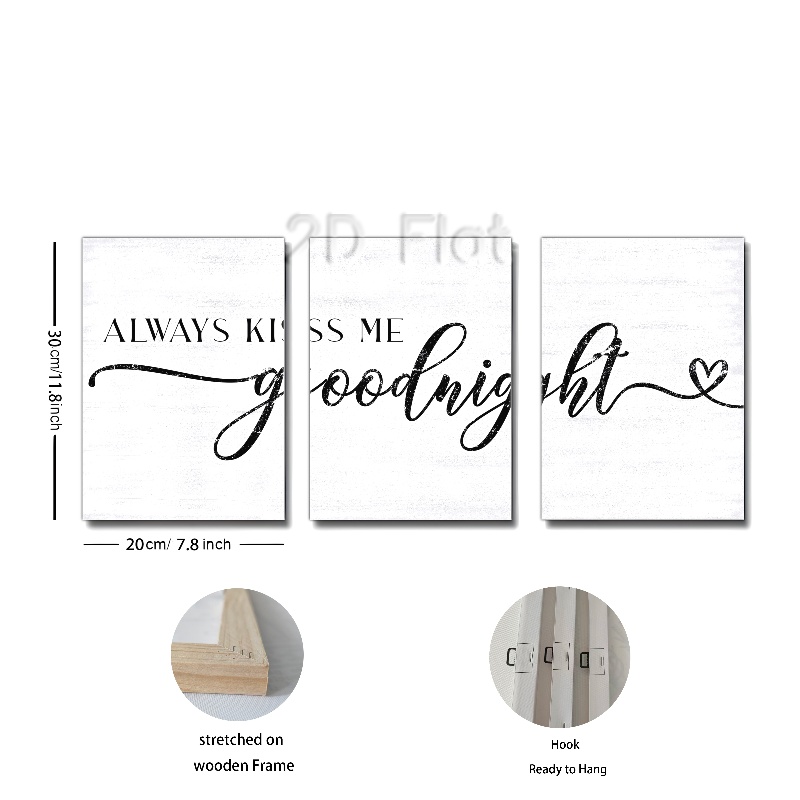 2D Flat
ALWAYS KISS ME
goodnight
30cm/11.8inch
20cm/ 7.8 inch
stretched on
wooden Frame
Hook
Ready to Hang